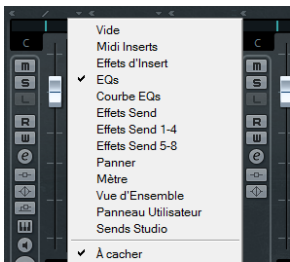 C
C
m
m
S
S
L
L
R
R
W
W
e
e
Vide
Midi Inserts
Effets d'Insert
EQs
Courbe EQs
Effets Send
Effets Send 1-4
Effets Send 5-8
Panner
Mètre
Vue d'Ensemble
Panneau Utilisateur
Sends Studio
À cacher